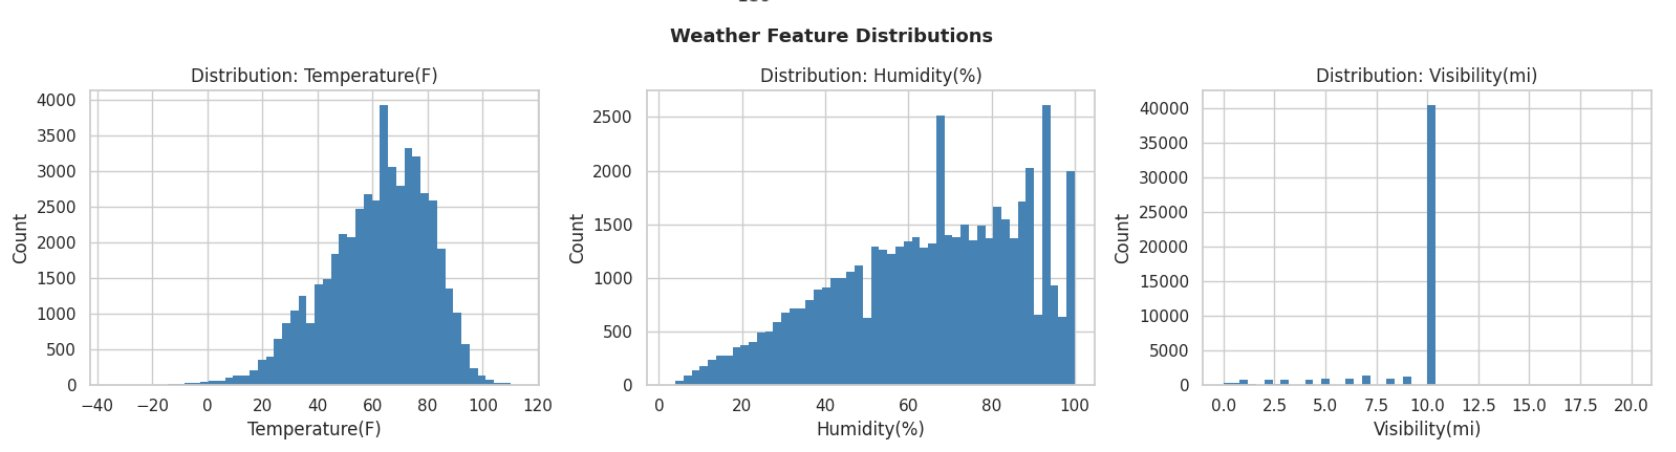 Weather Feature Distributions
Distribution: Temperature(F)
4000
3500
3000
2500
2000
1500
1000
500
0
Count
−40 −20 0 20 40 60 80 100 120
Temperature(F)
Distribution: Humidity(%)
2500
2000
1500
1000
500
0
Count
0 20 40 60 80 100
Humidity(%)
Distribution: Visibility(mi)
40000
35000
30000
25000
20000
15000
10000
5000
0
Count
0.0 2.5 5.0 7.5 10.0 12.5 15.0 17.5 20.0
Visibility(mi)